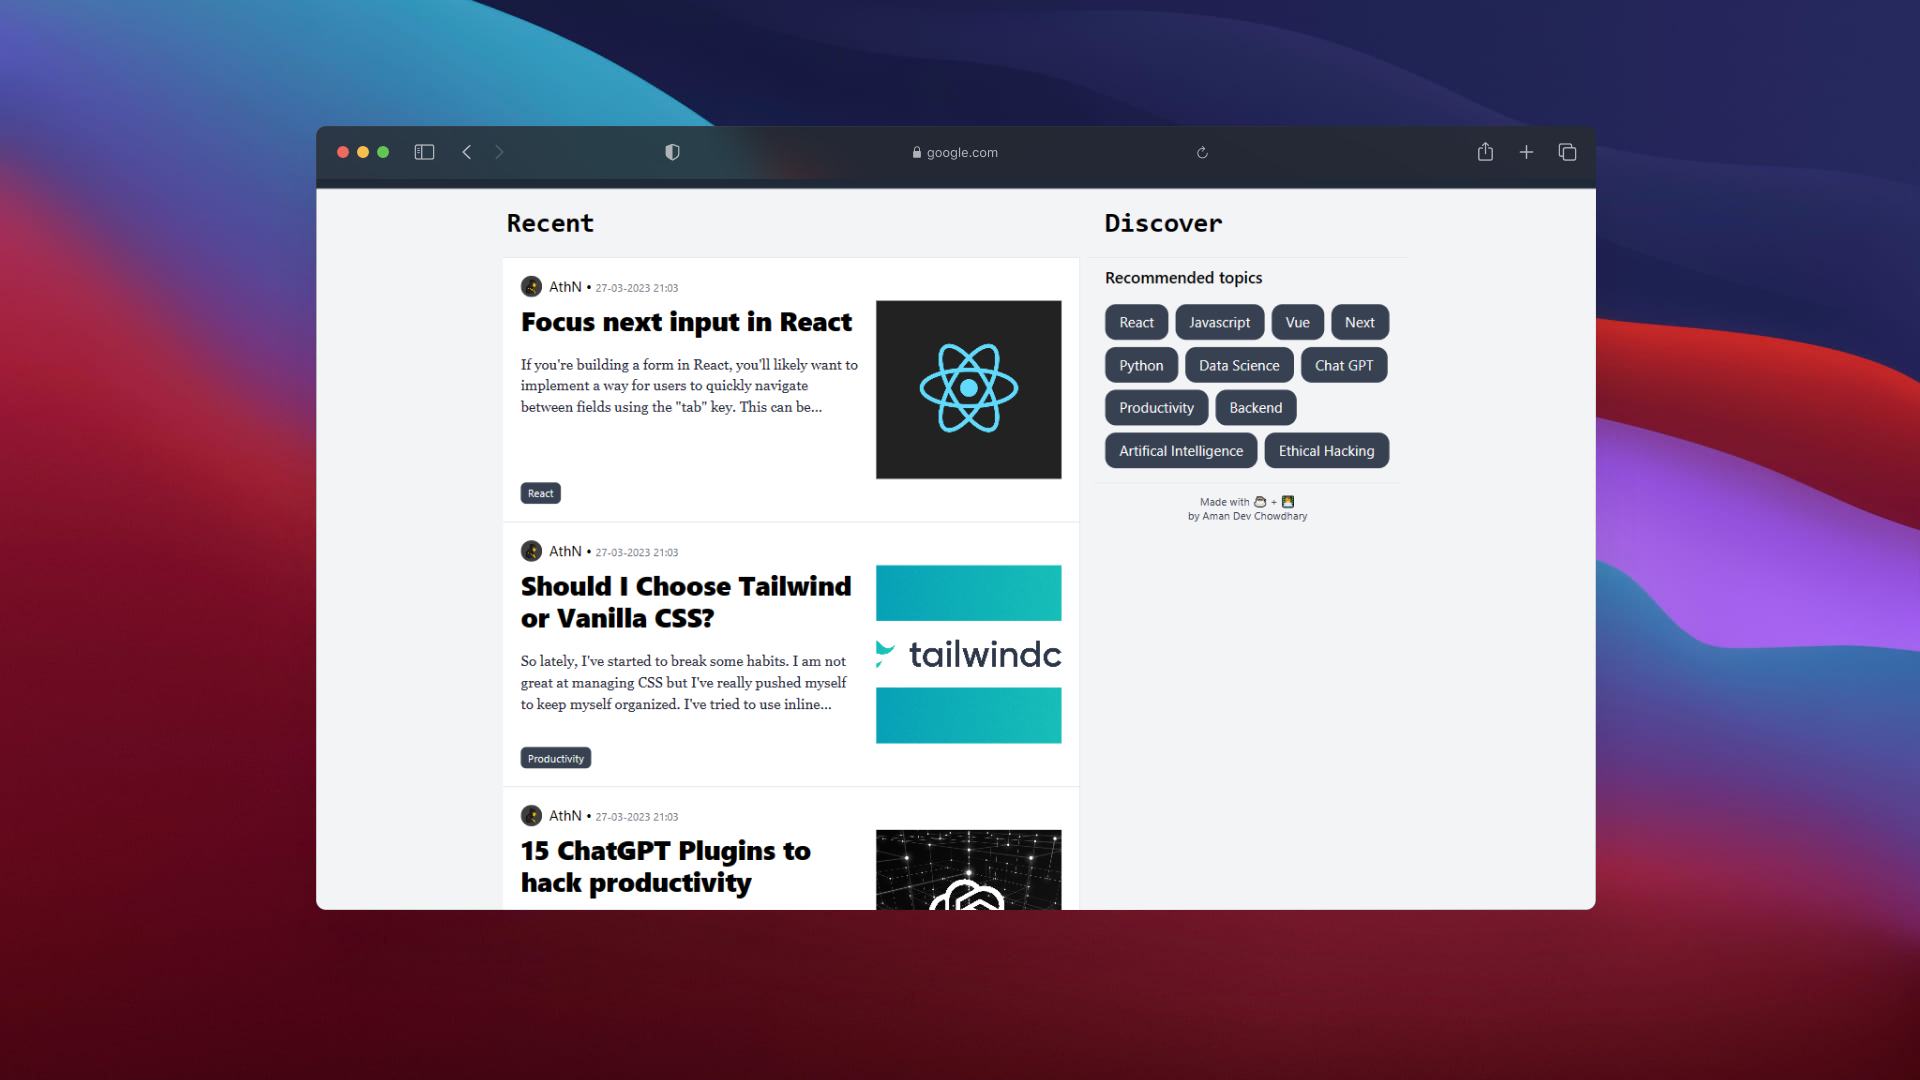 google.com
Recent
AthN • 27-03-2023 21:03
Focus next input in React
If you're building a form in React, you'll likely want to
implement a way for users to quickly navigate
between fields using the "tab" key. This can be...
React
AthN • 27-03-2023 21:03
Should I Choose Tailwind
or Vanilla CSS?
So lately, I've started to break some habits. I am not
great at managing CSS but I've really pushed myself
to keep myself organized. I've tried to use inline...
tailwindc
Productivity
AthN • 27-03-2023 21:03
15 ChatGPT Plugins to
hack productivity
Discover
Recommended topics
React Javascript Vue Next
Python Data Science Chat GPT
Productivity Backend
Artifical Intelligence Ethical Hacking
Made with +
by Aman Dev Chowdhary